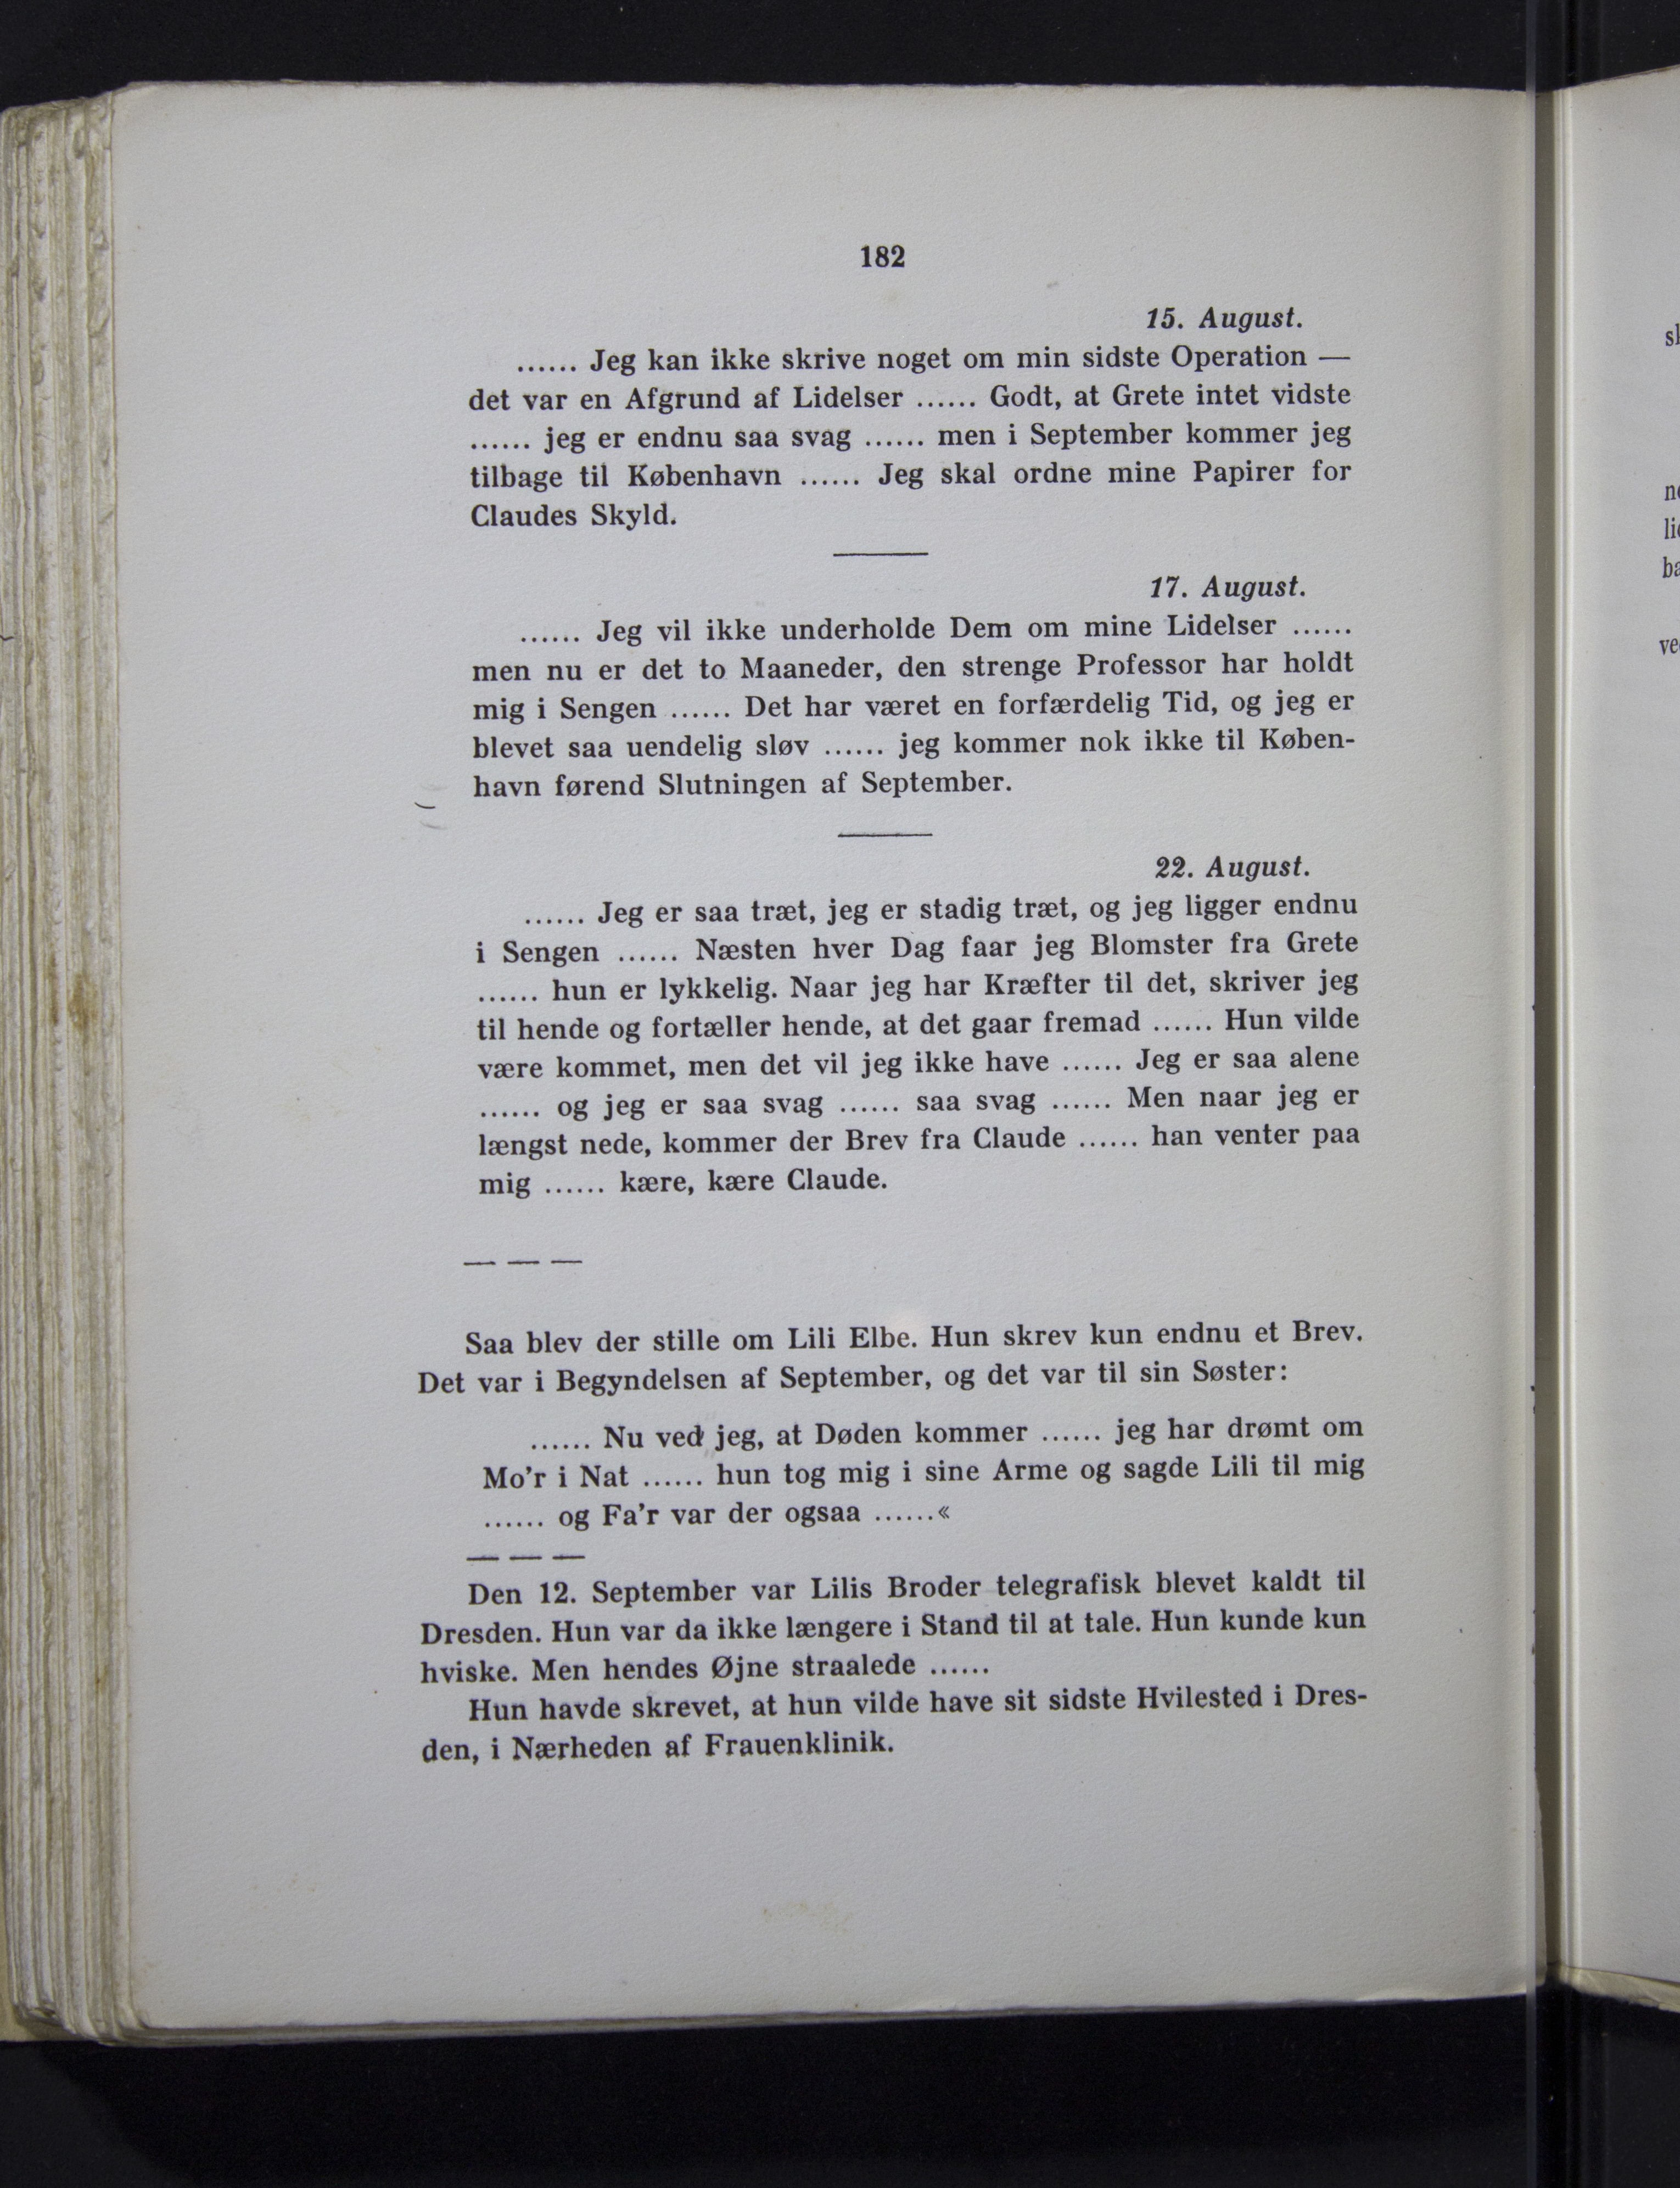 182
15. August.
...... Jeg kan ikke skrive noget om min sidste Operation —
det var en Afgrund af Lidelser ...... Godt, at Grete intet vidste
...... jeg er endnu saa svag ...... men i September kommer jeg
tilbage til København ...... Jeg skal ordne mine Papirer for
Claudes Skyld.
17. August.
...... Jeg vil ikke underholde Dem om mine Lidelser ......
men nu er det to Maaneder, den strenge Professor har holdt
mig i Sengen ...... Det har været en forfærdelig Tid, og jeg er
blevet saa uendelig sløv ...... jeg kommer nok ikke til Køben-
havn førend Slutningen af September.
22. August.
...... Jeg er saa træt, jeg er stadig træt, og jeg ligger endnu
i Sengen ...... Næsten hver Dag faar jeg Blomster fra Grete
...... hun er lykkelig. Naar jeg har Kræfter til det, skriver jeg
til hende og fortæller hende, at det gaar fremad ...... Hun vilde
være kommet, men det vil jeg ikke have ...... Jeg er saa alene
...... og jeg er saa svag ...... saa svag ...... Men naar jeg er
længst nede, kommer der Brev fra Claude ...... han venter paa
mig ...... kære, kære Claude.
— — —
Saa blev der stille om Lili Elbe. Hun skrev kun endnu et Brev.
Det var i Begyndelsen af September, og det var til sin Søster:
...... Nu ved jeg, at Døden kommer ...... jeg har drømt om
Mo'r i Nat ...... hun tog mig i sine Arme og sagde Lili til mig
...... og Fa'r var der ogsaa ......«
— — —
Den 12. September var Lilis Broder telegrafisk blevet kaldt til
Dresden. Hun var da ikke længere i Stand til at tale. Hun kunde kun
hviske. Men hendes Øjne straalede ......
Hun havde skrevet, at hun vilde have sit sidste Hvilested i Dres-
den, i Nærheden af Frauenklinik.